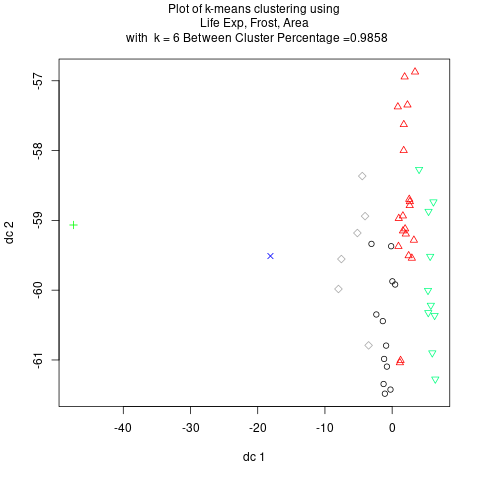 Plot of k-means clustering using
Life Exp, Frost, Area
with k = 6 Between Cluster Percentage =0.9858
-57
-58
-59
-60
-61
dc 2
-40
-30
-20
-10
0
dc 1